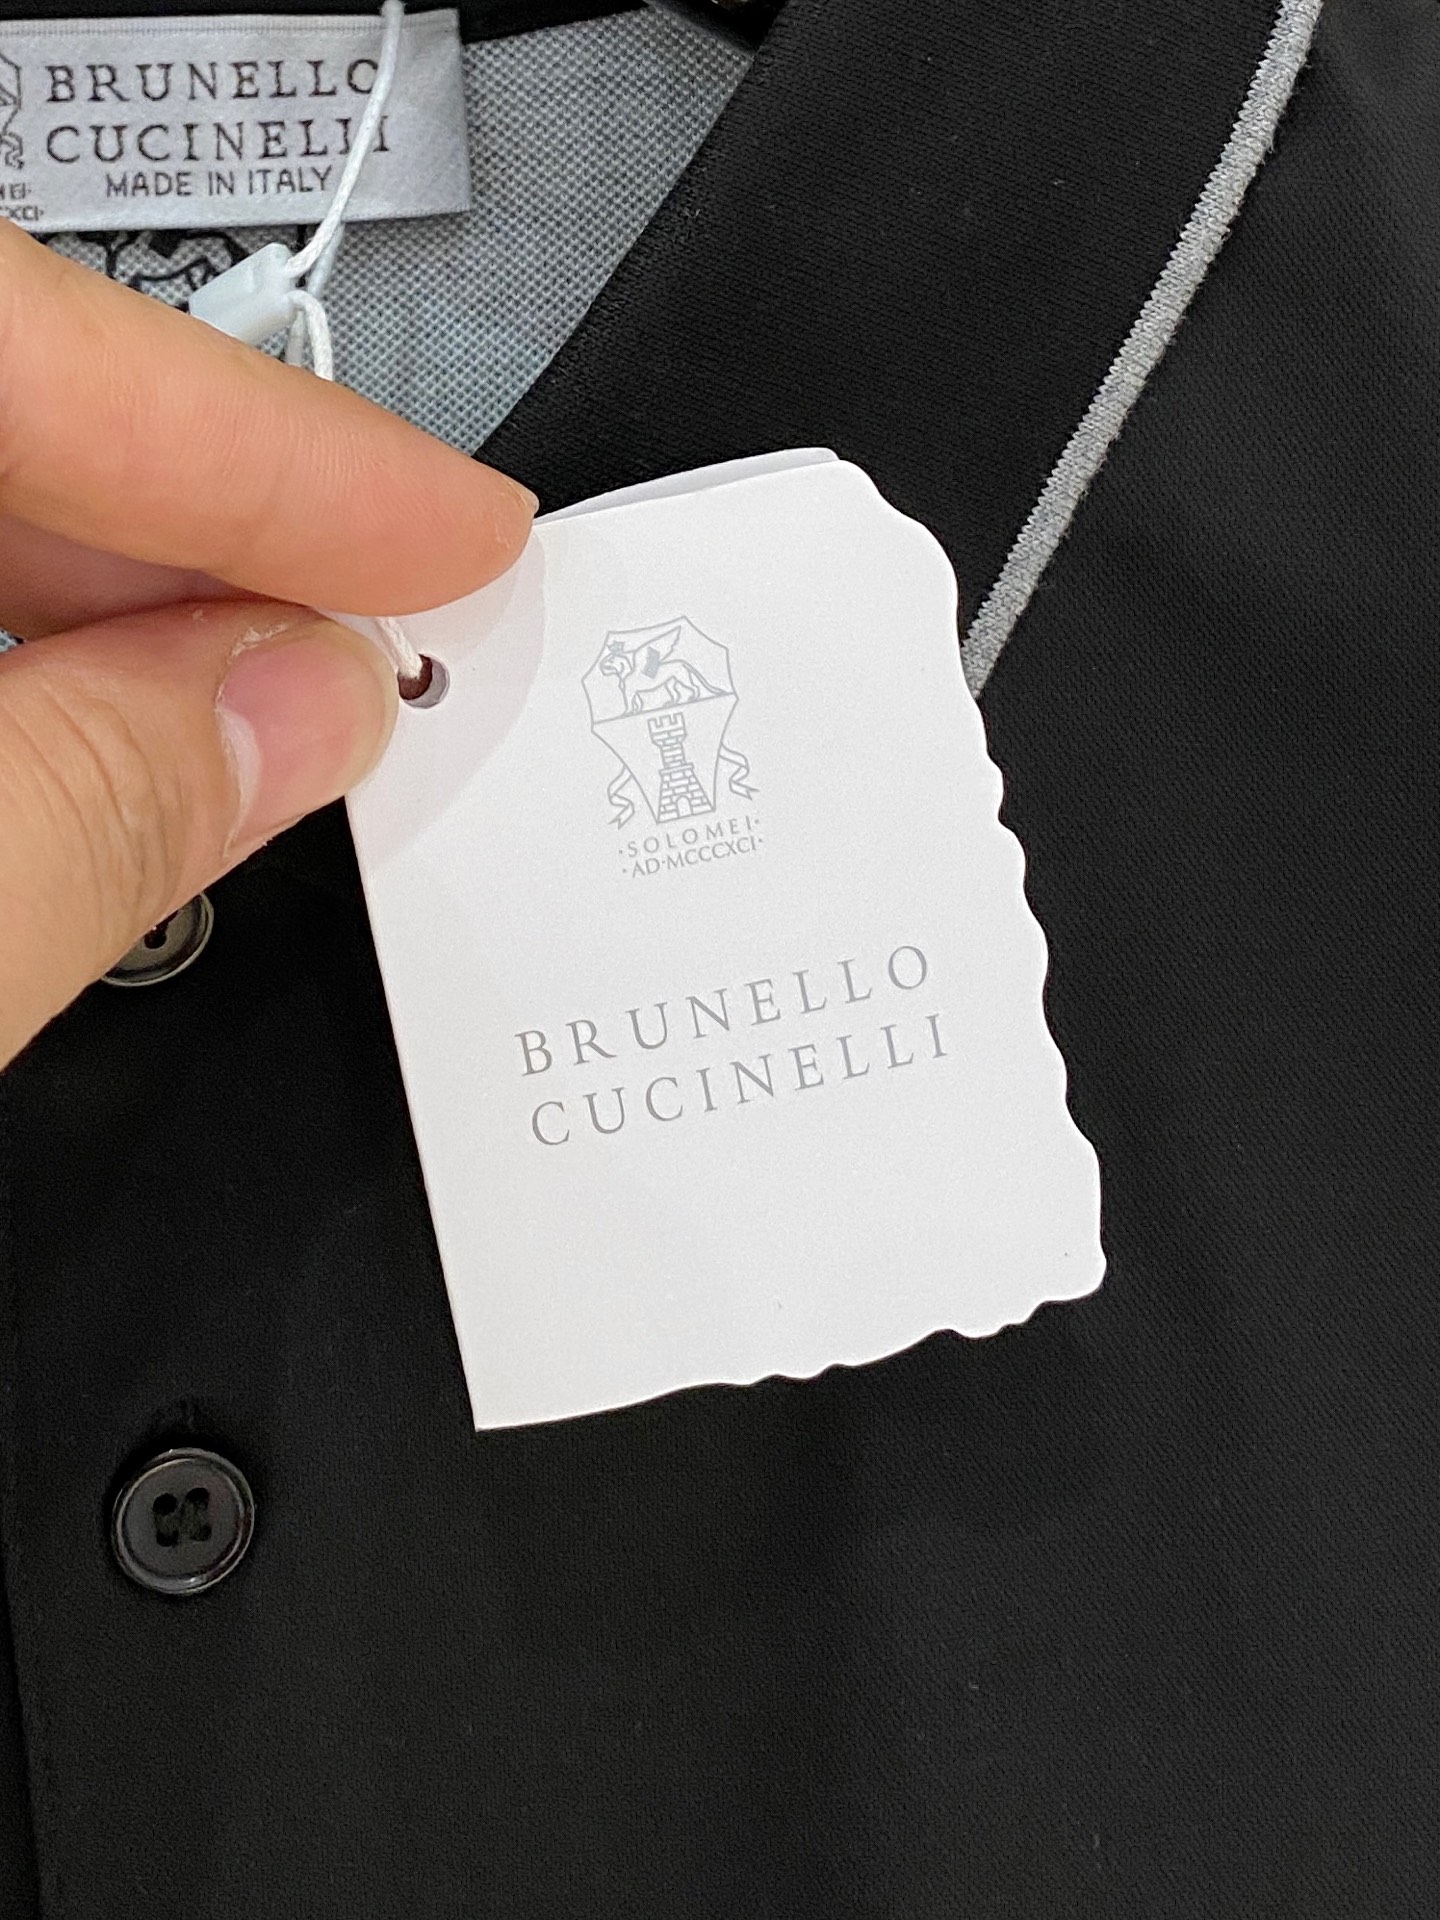 BRUNELLO
CUCINELLI
MADE IN ITALY
·SOLOMEI·
·AD·MCCCXCI·
BRUNELLO
CUCINELLI